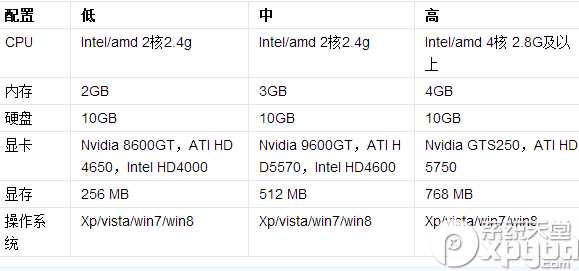 配置 低 中 高
CPU Intel/amd 2核2.4g Intel/amd 2核2.4g Intel/amd 4核 2.8G及以
上
内存 2GB 3GB 4GB
硬盘 10GB 10GB 10GB
显卡 Nvidia 8600GT，ATI HD Nvidia 9600GT，ATI H Nvidia GTS250，ATI HD
4650，Intel HD4000 D5570，Intel HD4600 5750
显存 256 MB 512 MB 768 MB
操作系 Xp/vista/win7/win8 Xp/vista/win7/win8 Xp/vista/win7/win8
统
系统天堂